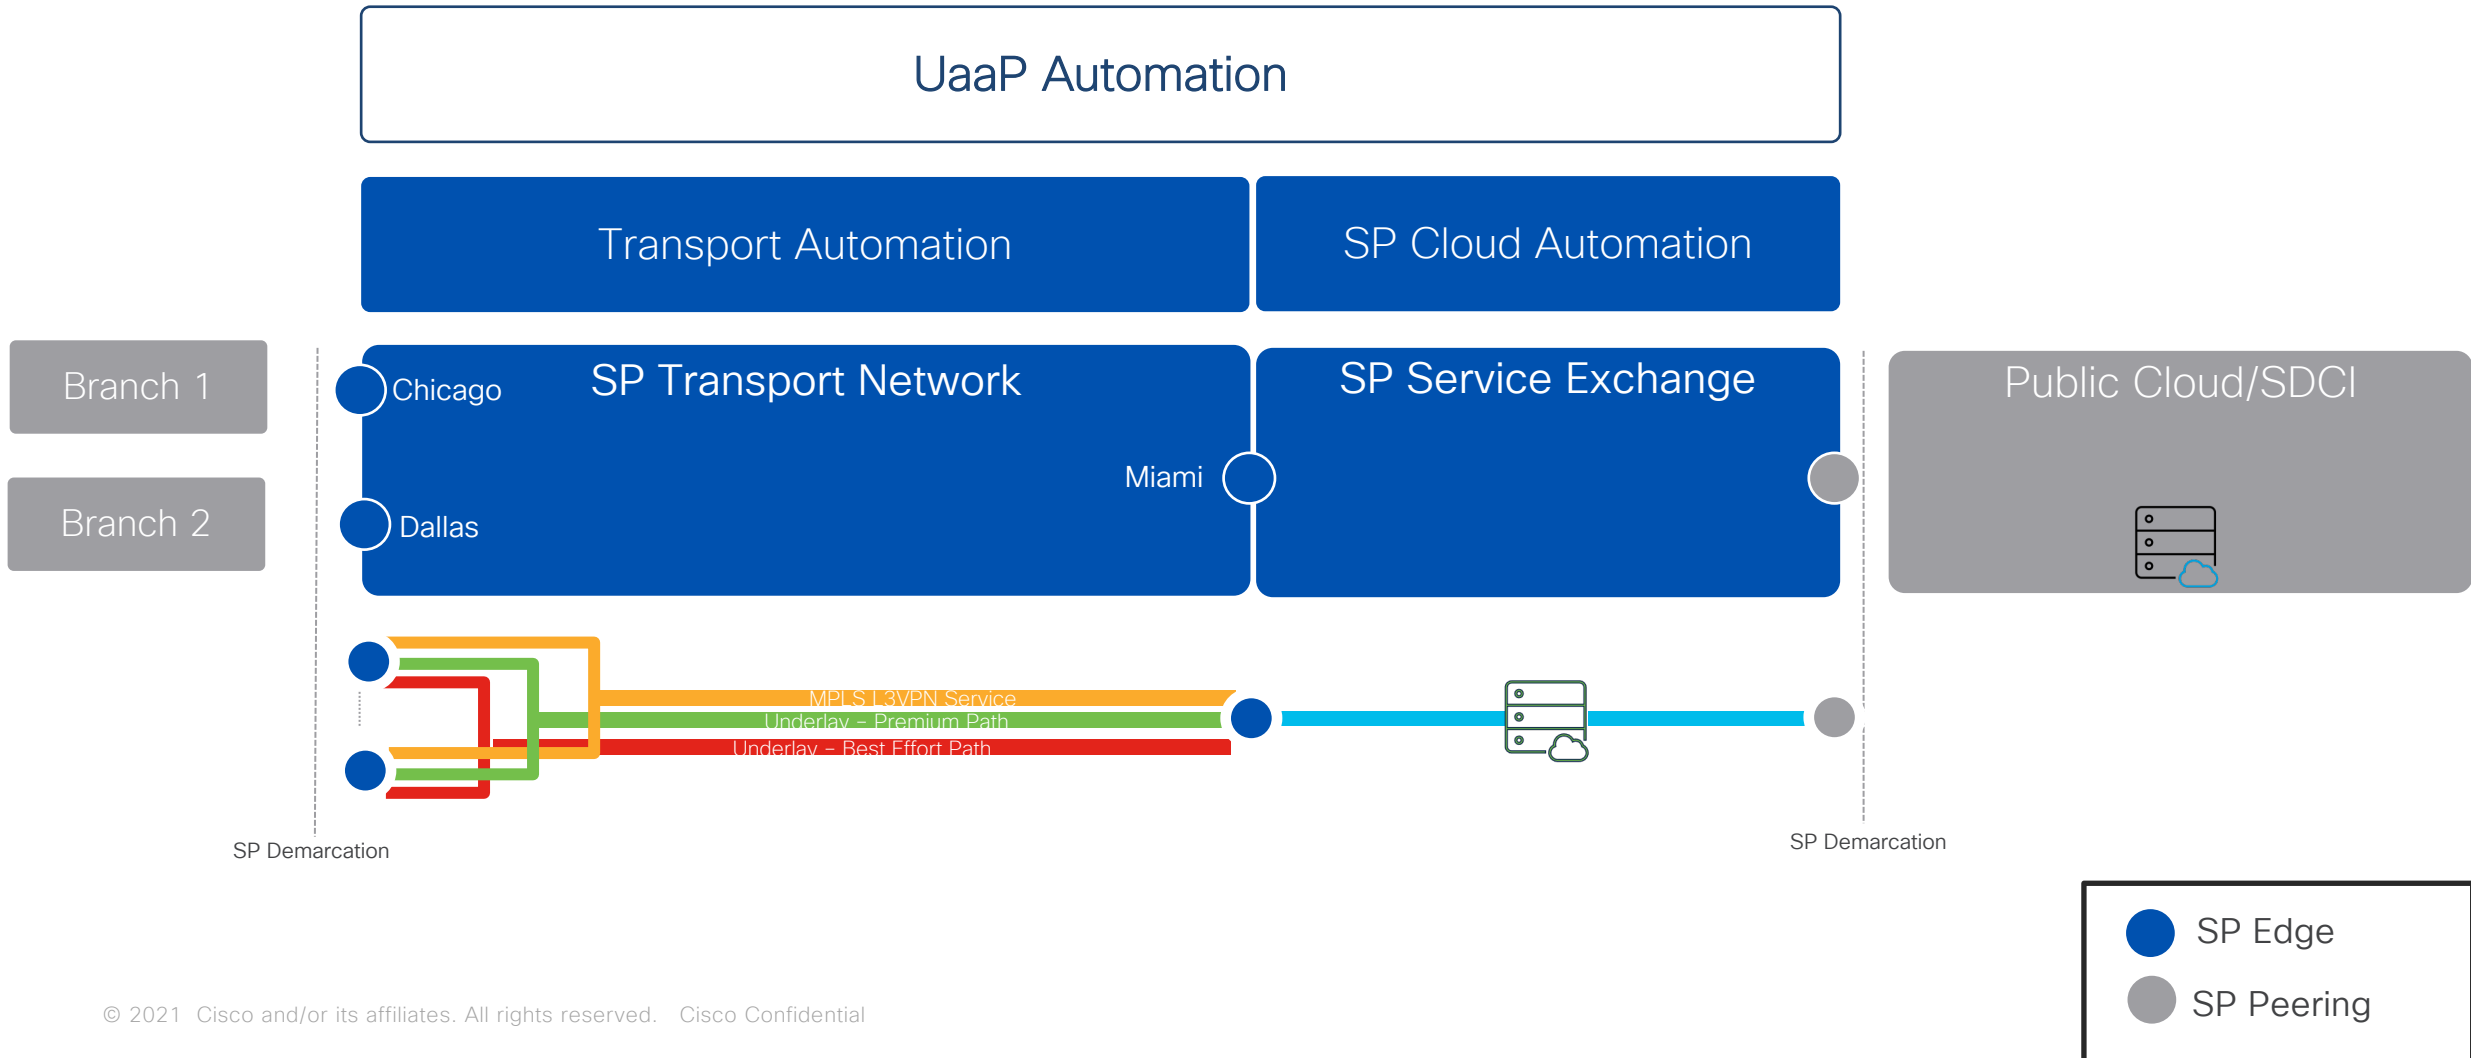 UaaP Automation
Transport Automation
SP Cloud Automation
Branch 1
Chicago
SP Transport Network
SP Service Exchange
Public Cloud/SDCI
Miami
Branch 2
Dallas
MPLS L3VPN Service
Underlay – Premium Path
Underlay – Best Effort Path
SP Demarcation
SP Demarcation
SP Edge
SP Peering
© 2021 Cisco and/or its affiliates. All rights reserved. Cisco Confidential